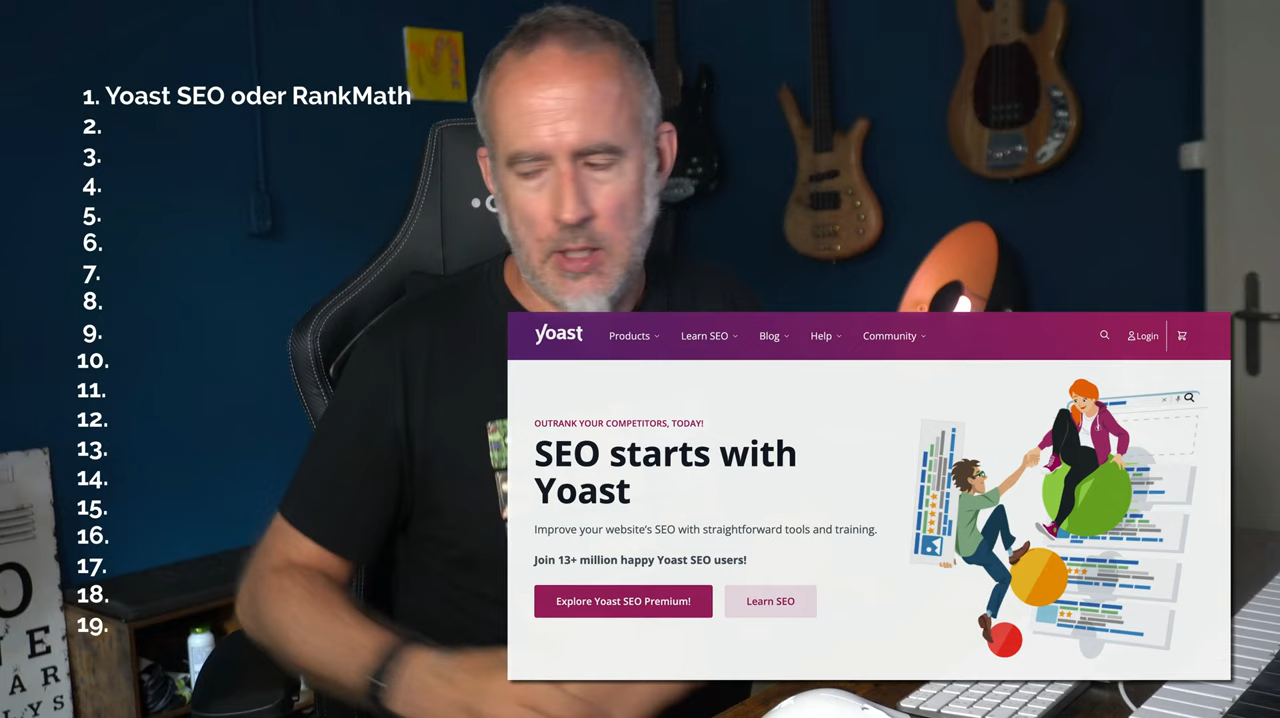 1. Yoast SEO oder RankMath
2.
3.
4.
5.
6.
7.
8.
9.
10.
11.
12.
13.
14.
15.
16.
17.
18.
19.
yoast
Products
Learn SEO
Blog
Help
Community
Login
OUTRANK YOUR COMPETITORS, TODAY!
SEO starts with
Yoast
Improve your website's SEO with straightforward tools and training.
Join 13+ million happy Yoast SEO users!
Explore Yoast SEO Premium!
Learn SEO
O
N E
A R
L Y S